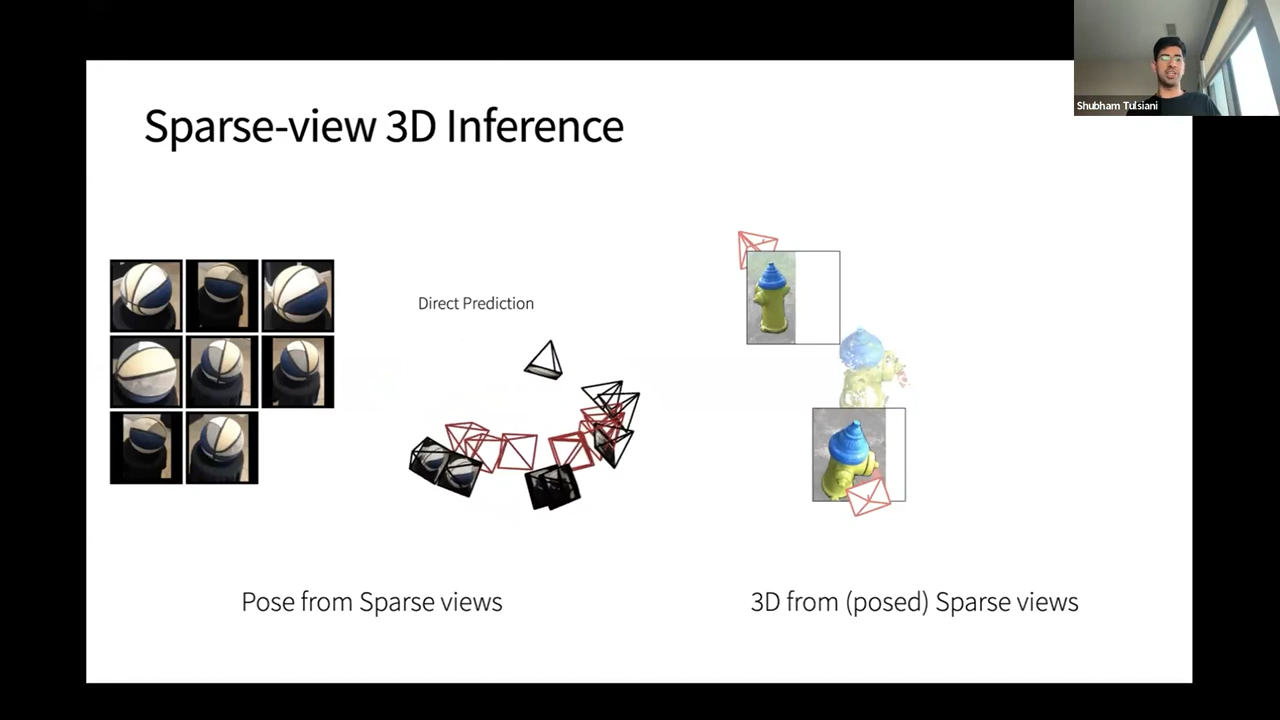 Sparse-view 3D Inference
Shubham Tulsiani
Direct Prediction
Pose from Sparse views
3D from (posed) Sparse views